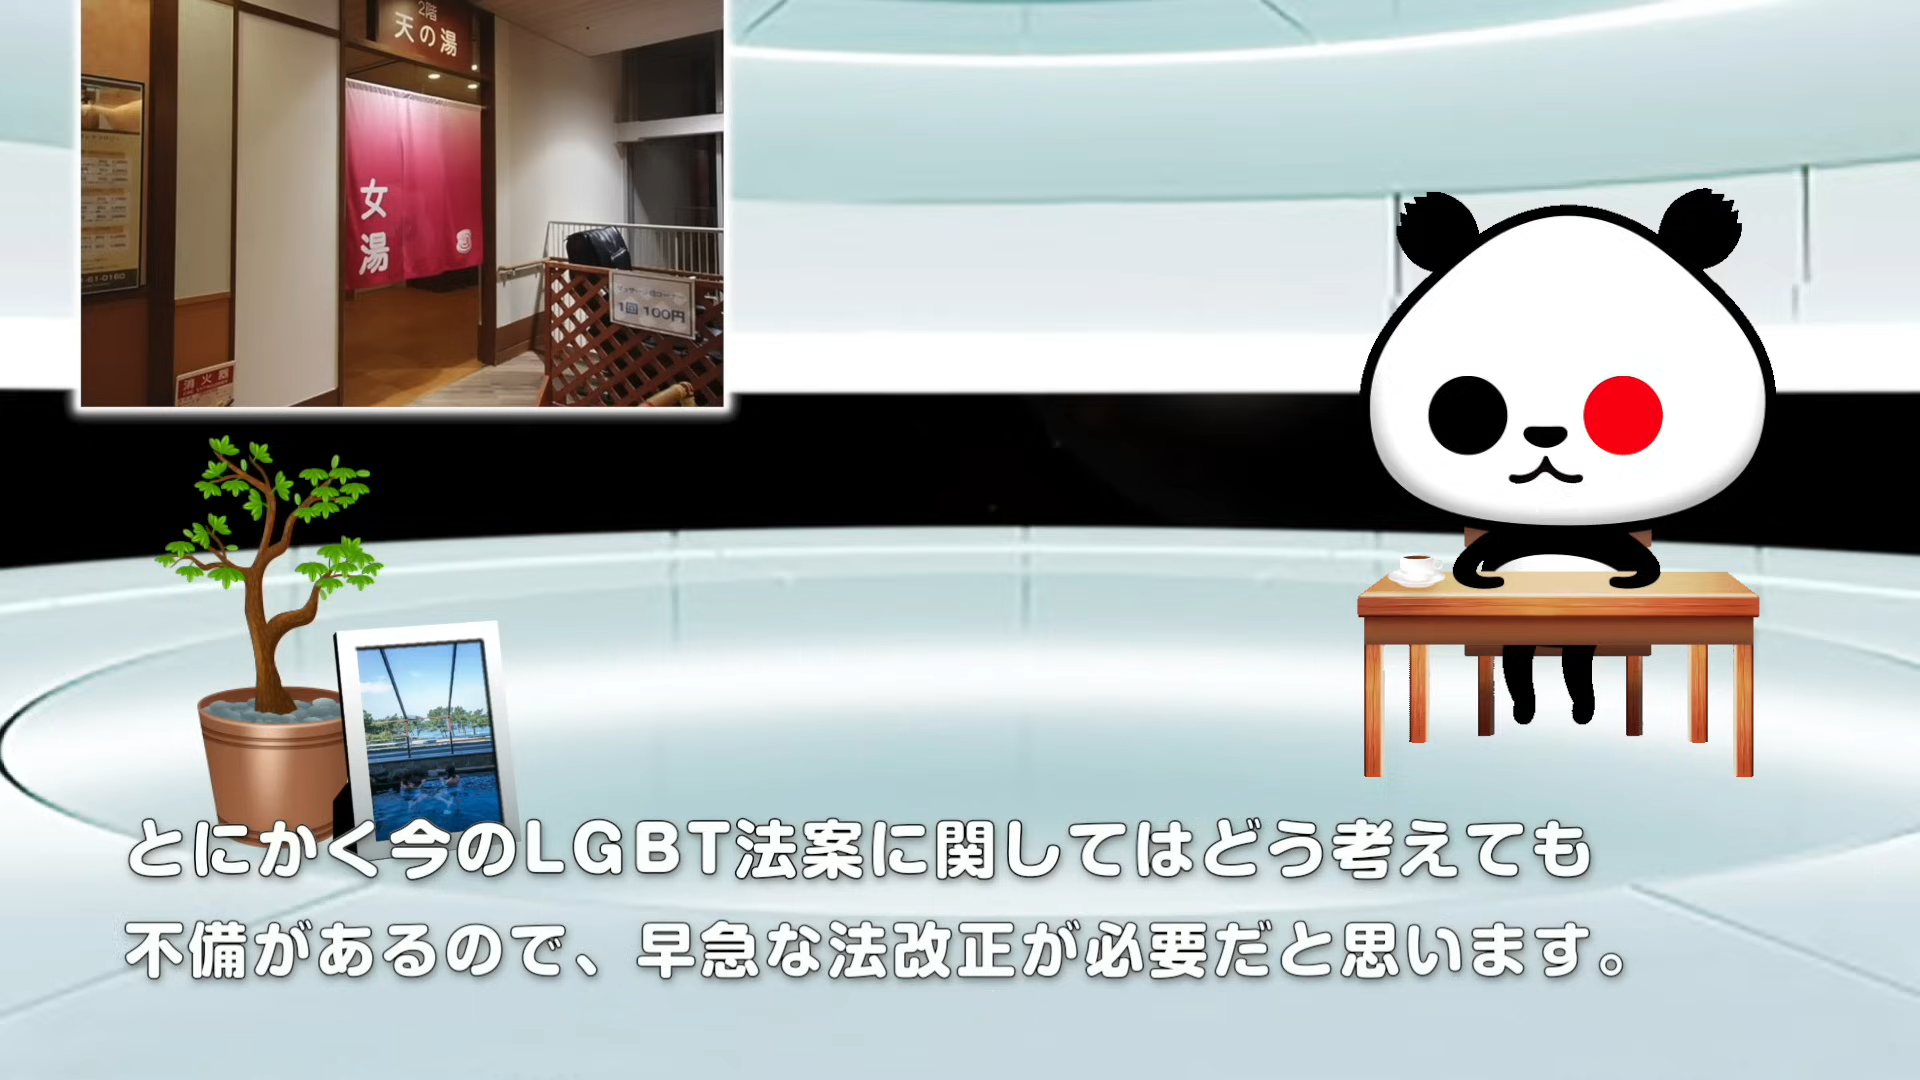 2階
天の湯
女湯
1回 100円
消火器
とにかく今のLGBT法案に関してはどう考えても
不備があるので、早急な法改正が必要だと思います。